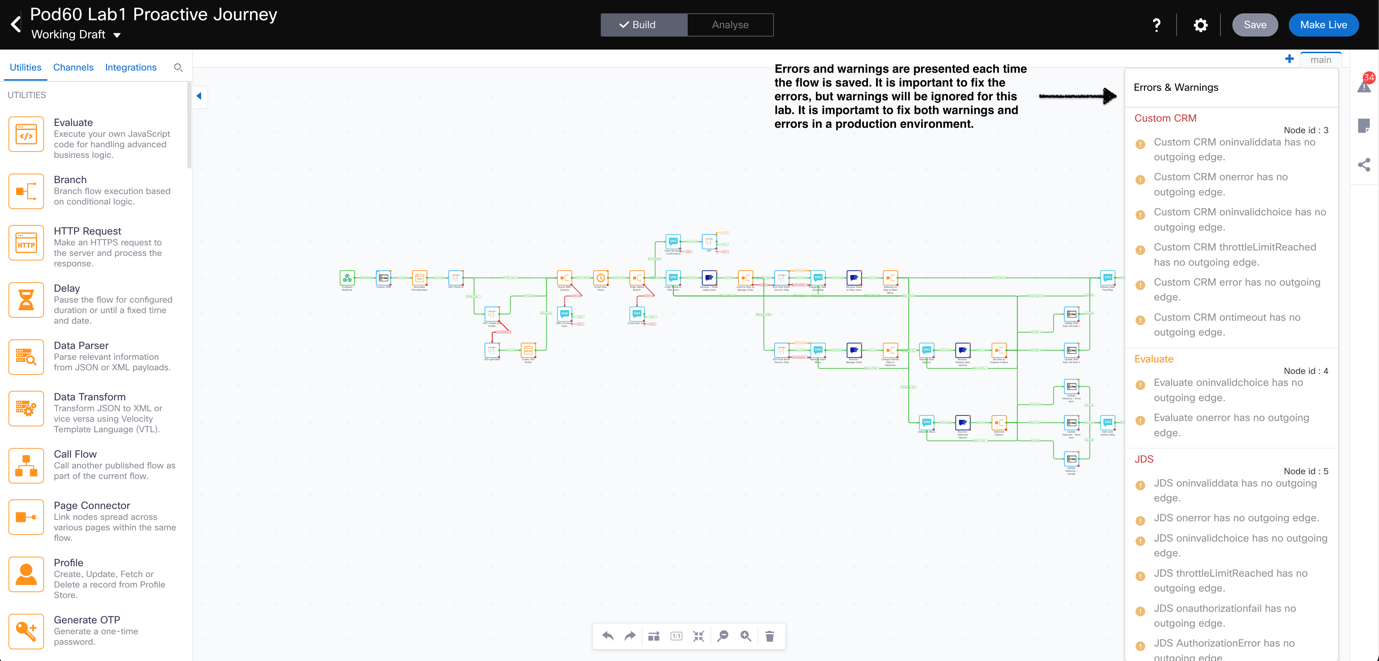 Pod60 Lab1 Proactive Journey
Working Draft
Build
Analyse
?
Save
Make Live
Utilities
Channels
Integrations
UTILITIES
Evaluate
Execute your own JavaScript
code for handling advanced
business logic.
Branch
Branch flow execution based
on conditional logic.
HTTP
HTTP Request
Make an HTTPS request to
the server and process the
response.
Delay
Pause the flow for configured
duration or until a fixed time
and date.
Data Parser
Parse relevant information
from JSON or XML payloads.
Data Transform
Transform JSON to XML or
vice versa using Velocity
Template Language (VTL).
Call Flow
Call another published flow as
part of the current flow.
Page Connector
Link nodes spread across
various pages within the same
flow.
Profile
Create, Update, Fetch or
Delete a record from Profile
Store.
Generate OTP
Generate a one-time
password.
Errors and warnings are presented each time
the flow is saved. It is important to fix the
errors, but warnings will be ignored for this
lab. It is importamt to fix both warnings and
errors in a production environment.
main
34
Errors & Warnings
Custom CRM
Node id : 3
Custom CRM oninvaliddata has no
outgoing edge.
Custom CRM onerror has no
outgoing edge.
Custom CRM oninvalidchoice has no
outgoing edge.
Custom CRM throttleLimitReached
has no outgoing edge.
Custom CRM error has no outgoing
edge.
Custom CRM ontimeout has no
outgoing edge.
Evaluate
Node id : 4
Evaluate oninvalidchoice has no
outgoing edge.
Evaluate onerror has no outgoing
edge.
JDS
Node id : 5
JDS oninvaliddata has no outgoing
edge.
JDS onerror has no outgoing edge.
JDS oninvalidchoice has no outgoing
edge.
JDS throttleLimitReached has no
outgoing edge.
JDS onauthorizationfail has no
outgoing edge.
JDS AuthorizationError has no
outgoing edge
1:1